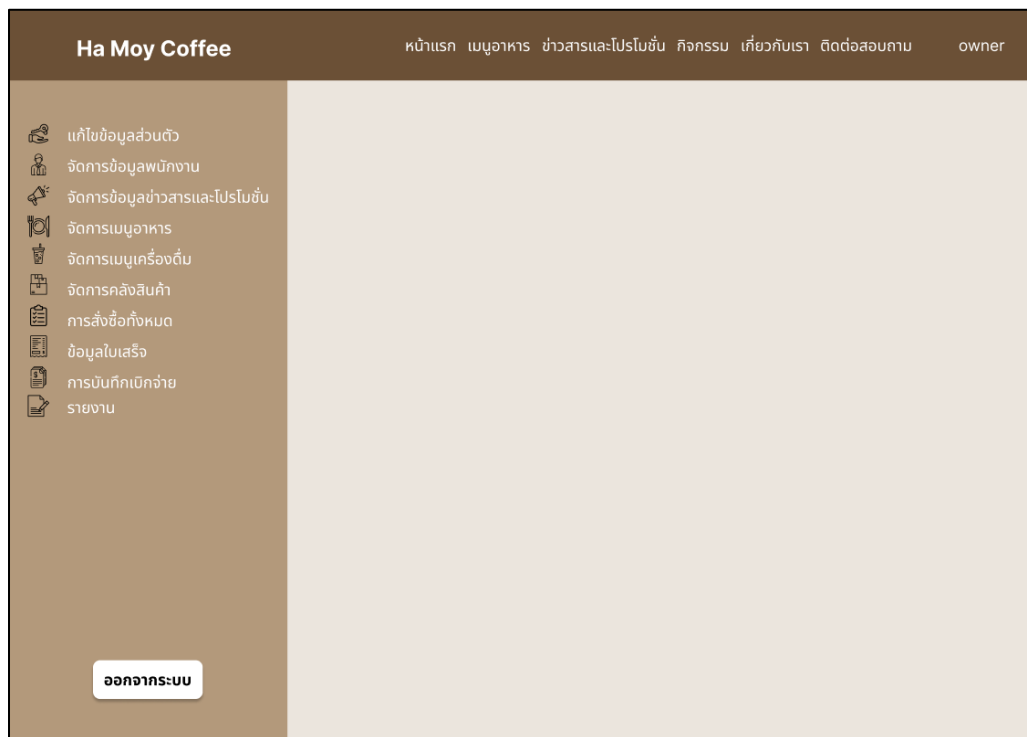 Ha Moy Coffee
หน้าแรก เมนูอาหาร ข่าวสารและโปรโมชั่น กิจกรรม เกี่ยวกับเรา ติดต่อสอบถาม owner
แก้ไขข้อมูลส่วนตัว
จัดการข้อมูลพนักงาน
จัดการข้อมูลข่าวสารและโปรโมชั่น
จัดการเมนูอาหาร
จัดการเมนูเครื่องดื่ม
จัดการคลังสินค้า
การสั่งซื้อทั้งหมด
ข้อมูลใบเสร็จ
การบันทึกเบิกจ่าย
รายงาน
ออกจากระบบ